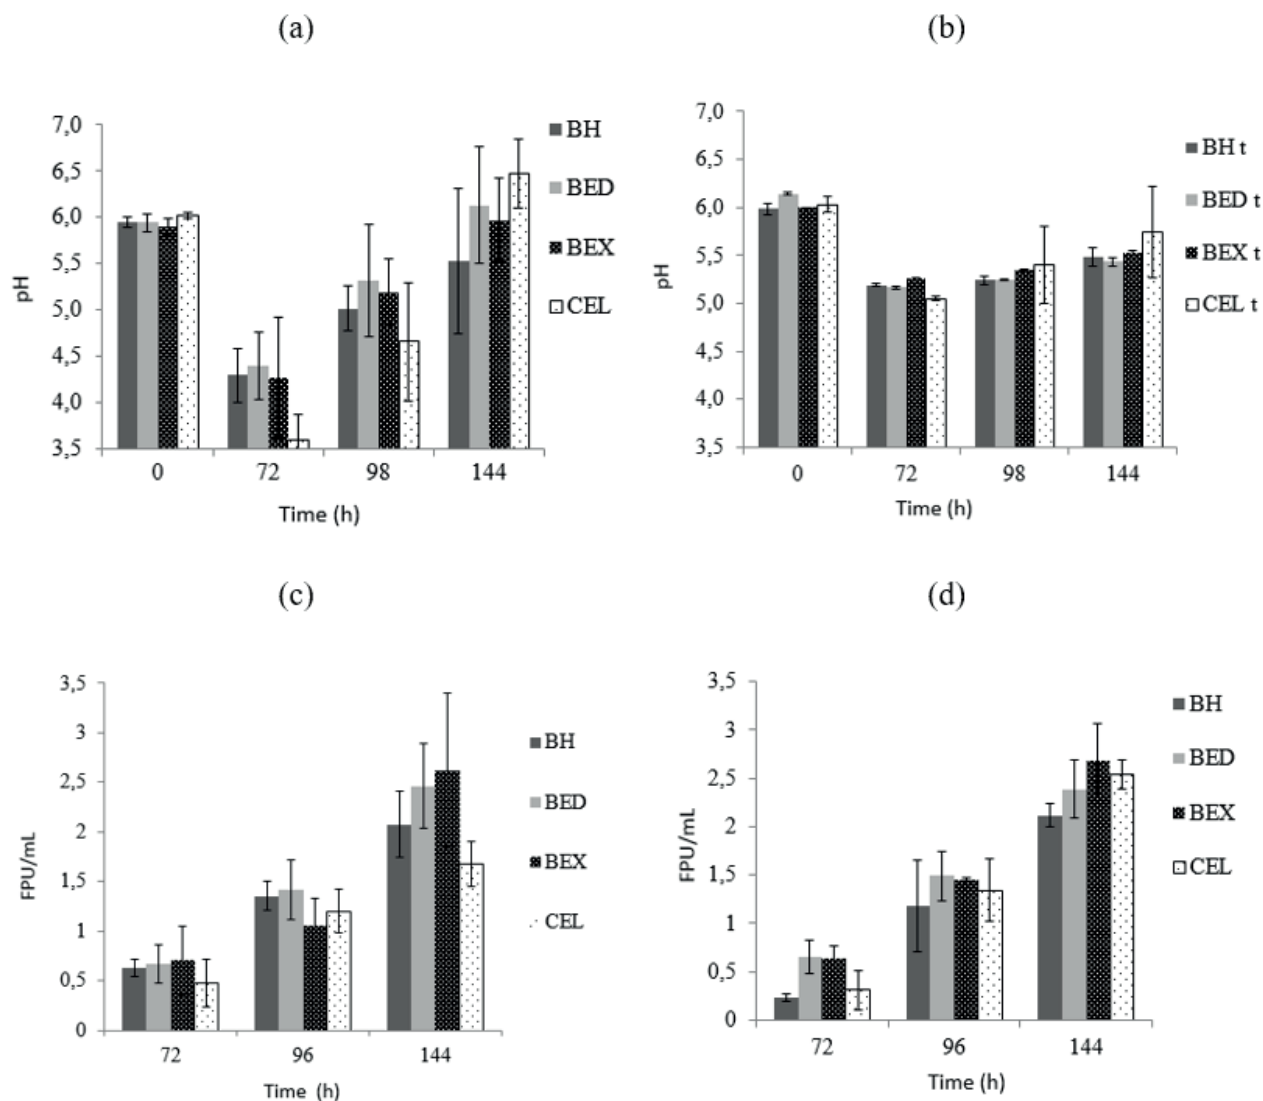 (a)
7,0
6,5
6,0
5,5
5,0
4,5
4,0
3,5
pH
0 72 98 144
Time (h)
BH
BED
BEX
CEL
(b)
7,0
6,5
6,0
5,5
5,0
4,5
4,0
3,5
pH
0 72 98 144
Time (h)
BH t
BED t
BEX t
CEL t
(c)
3,5
3
2,5
2
1,5
1
0,5
0
FPU/mL
72 96 144
Time (h)
BH
BED
BEX
CEL
(d)
3,5
3
2,5
2
1,5
1
0,5
0
FPU/mL
72 96 144
Time (h)
BH
BED
BEX
CEL